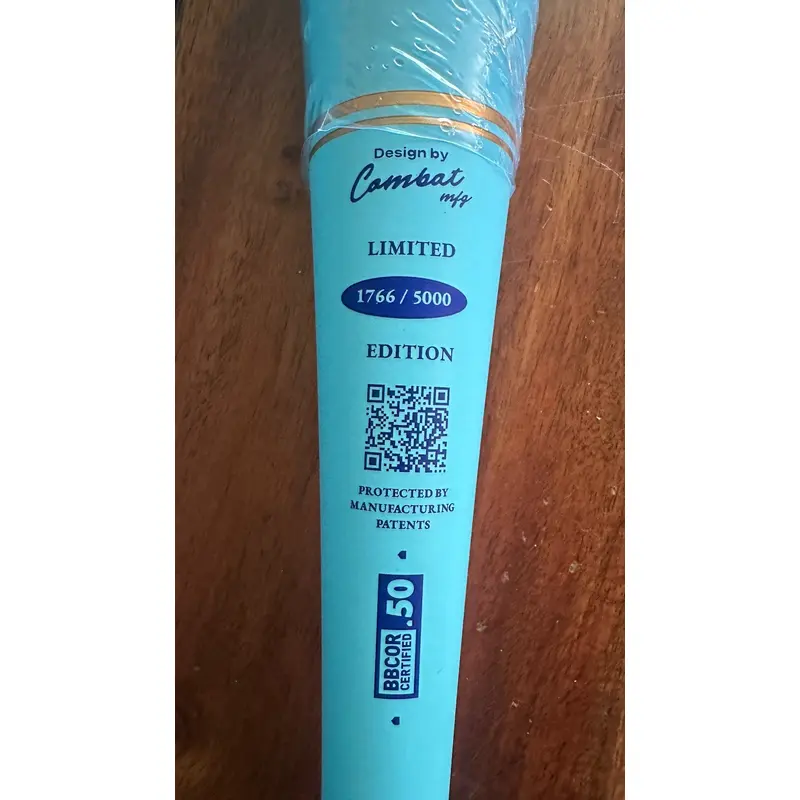 Design by
Combat
mfg
LIMITED
1766 / 5000
EDITION
PROTECTED BY
MANUFACTURING
PATENTS
BBCOR
CERTIFIED
.50